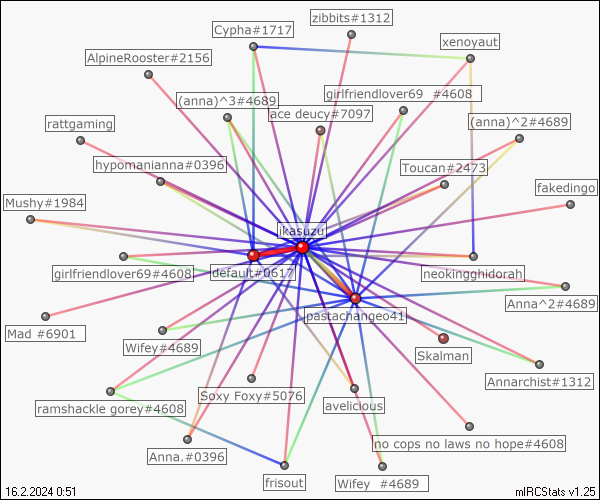 zibbits#1312
Cypha#1717
xenoyaut
AlpineRooster#2156
girlfriendlover69 #4608
(anna)^3#4689
ace deucy#7097
(anna)^2#4689
rattgaming
hypomanianna#0396
Toucan#2473
fakedingo
Mushy#1984
ikasuzu
girlfriendlover69#4608
default#0617
neokingghidorah
Anna^2#4689
pastachangeo41
Mad #6901
Wifey#4689
Skalman
Annarchist#1312
Soxy Foxy#5076
avelicious
ramshackle gorey#4608
no cops no laws no hope#4608
Anna.#0396
frisout
Wifey #4689
16.2.2024 0:51
mIRCStats v1.25